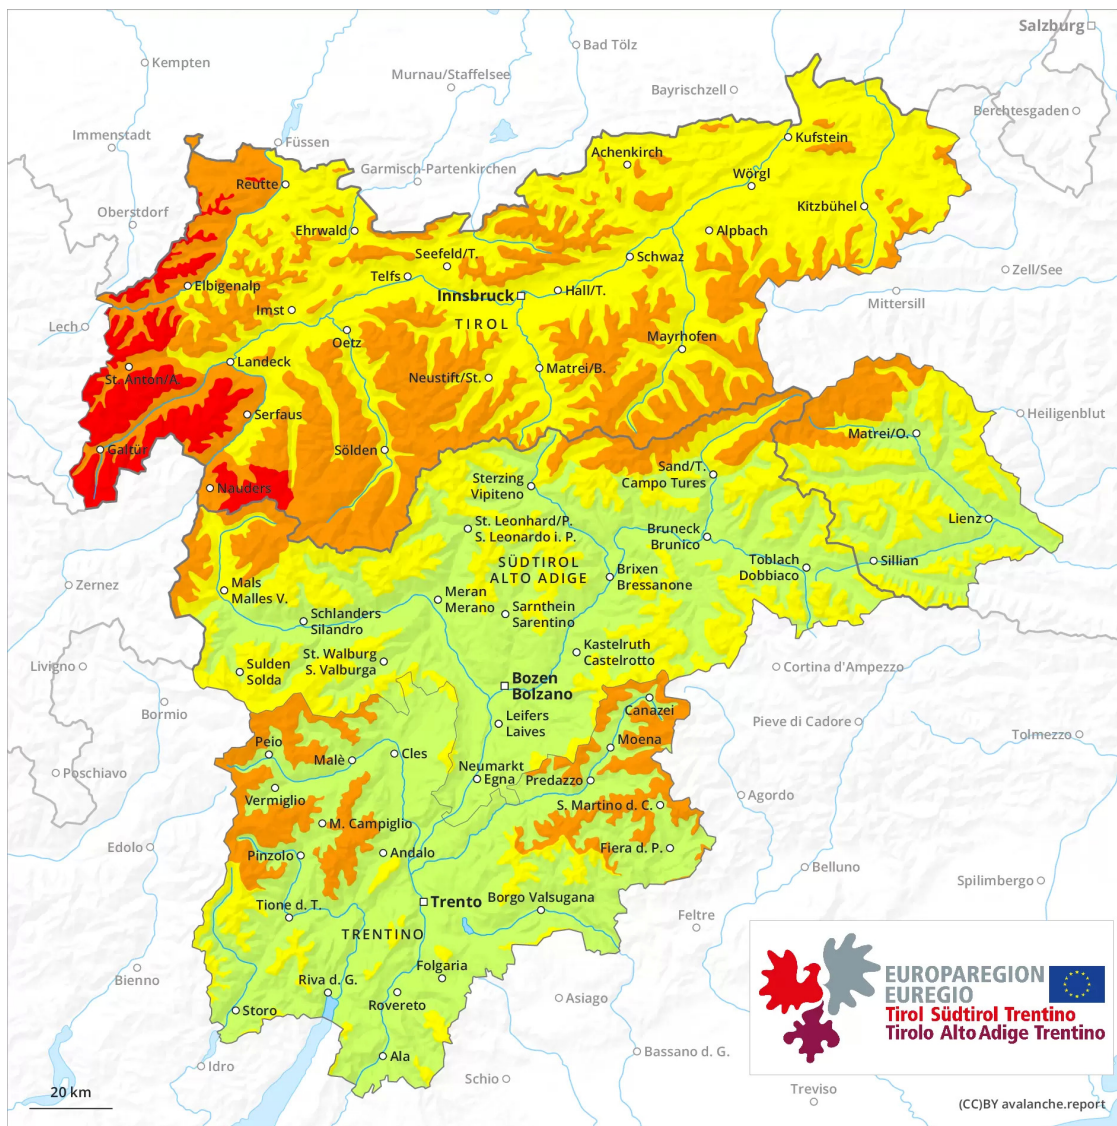 Salzburg
Bad Tölz
Kempten
Murnau/Staffelsee
Bayrischzell
Berchtesgaden
Immenstadt
Füssen
Kufstein
Achenkirch
Garmisch-Partenkirchen
Wörgl
Reutte
Oberstdorf
Kitzbühel
Ehrwald
Alpbach
Seefeld/T.
Schwaz
Telfs
Zell/See
Elbigenalp
Innsbruck
Hall/T.
Mittersill
Imst
TIROL
Lech
Oetz
Mayrhofen
Landeck
St. Anton/A.
Neustift/St.
Matrei/B.
Serfaus
Heiligenblut
Matrei/O.
Galtür
Sölden
Sand/T.
Campo Tures
Sterzing
Vipiteno
Nauders
Lienz
St. Leonhard/P.
S. Leonardo i. P.
Bruneck
Brunico
SÜDTIROL
ALTO ADIGE
Toblach
Dobbiaco
Sillian
Brixen
Bressanone
Zernez
Mals
Malles V.
Meran
Merano
Schlanders
Silandro
Sarnthein
Sarentino
Kastelruth
Castelrotto
St. Walburg
S. Valburga
Livigno
Sulden
Solda
Cortina d'Ampezzo
Bozen
Bolzano
Bormio
Canazei
Leifers
Laives
Pieve di Cadore
Tolmezzo
Peio
Moena
Malè
Cles
Poschiavo
Neumarkt
Egna
Predazzo
Vermiglio
Agordo
S. Martino d. C.
M. Campiglio
Edolo
Pinzolo
Andalo
Fiera d. P.
Belluno
Spilimbergo
Tione d. T.
Trento
Borgo Valsugana
Feltre
TRENTINO
Folgaria
Bienno
Riva d. G.
Rovereto
Asiago
Storo
EUROPAREGION
EUREGIO
Tirol Südtirol Trentino
Tirolo Alto Adige Trentino
Ala
Bassano d. G.
Idro
Schio
Treviso
20 km
(CC)BY avalanche.report